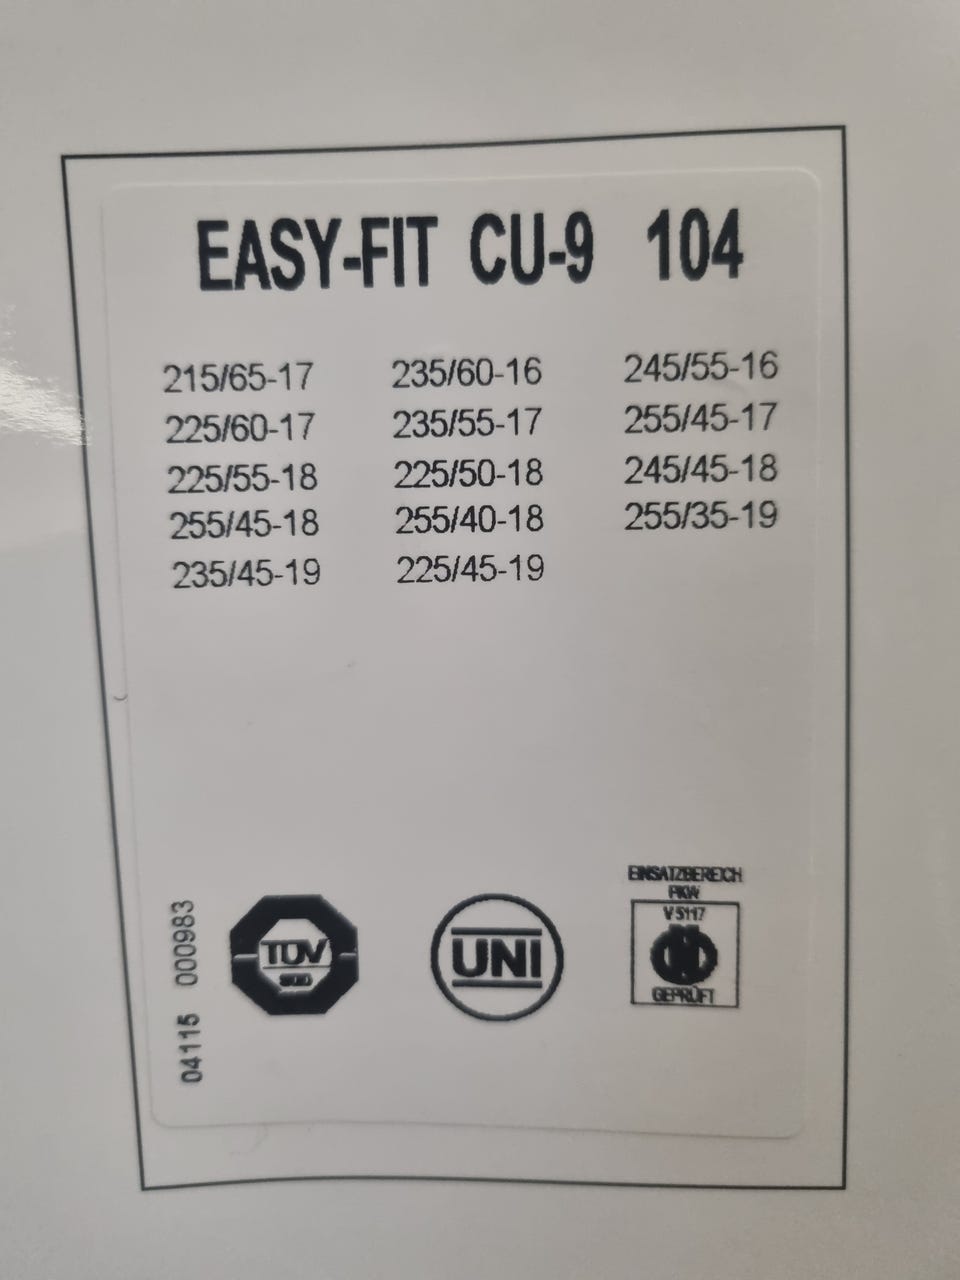 EASY-FIT CU-9 104
215/65-17 235/60-16 245/55-16
225/60-17 235/55-17 255/45-17
225/55-18 225/50-18 245/45-18
255/45-18 255/40-18 255/35-19
235/45-19 225/45-19
04115 000983
TÜV
SÜD
UNI
EINSATZBEREICH
PKW
V 5117
GEPRÜFT